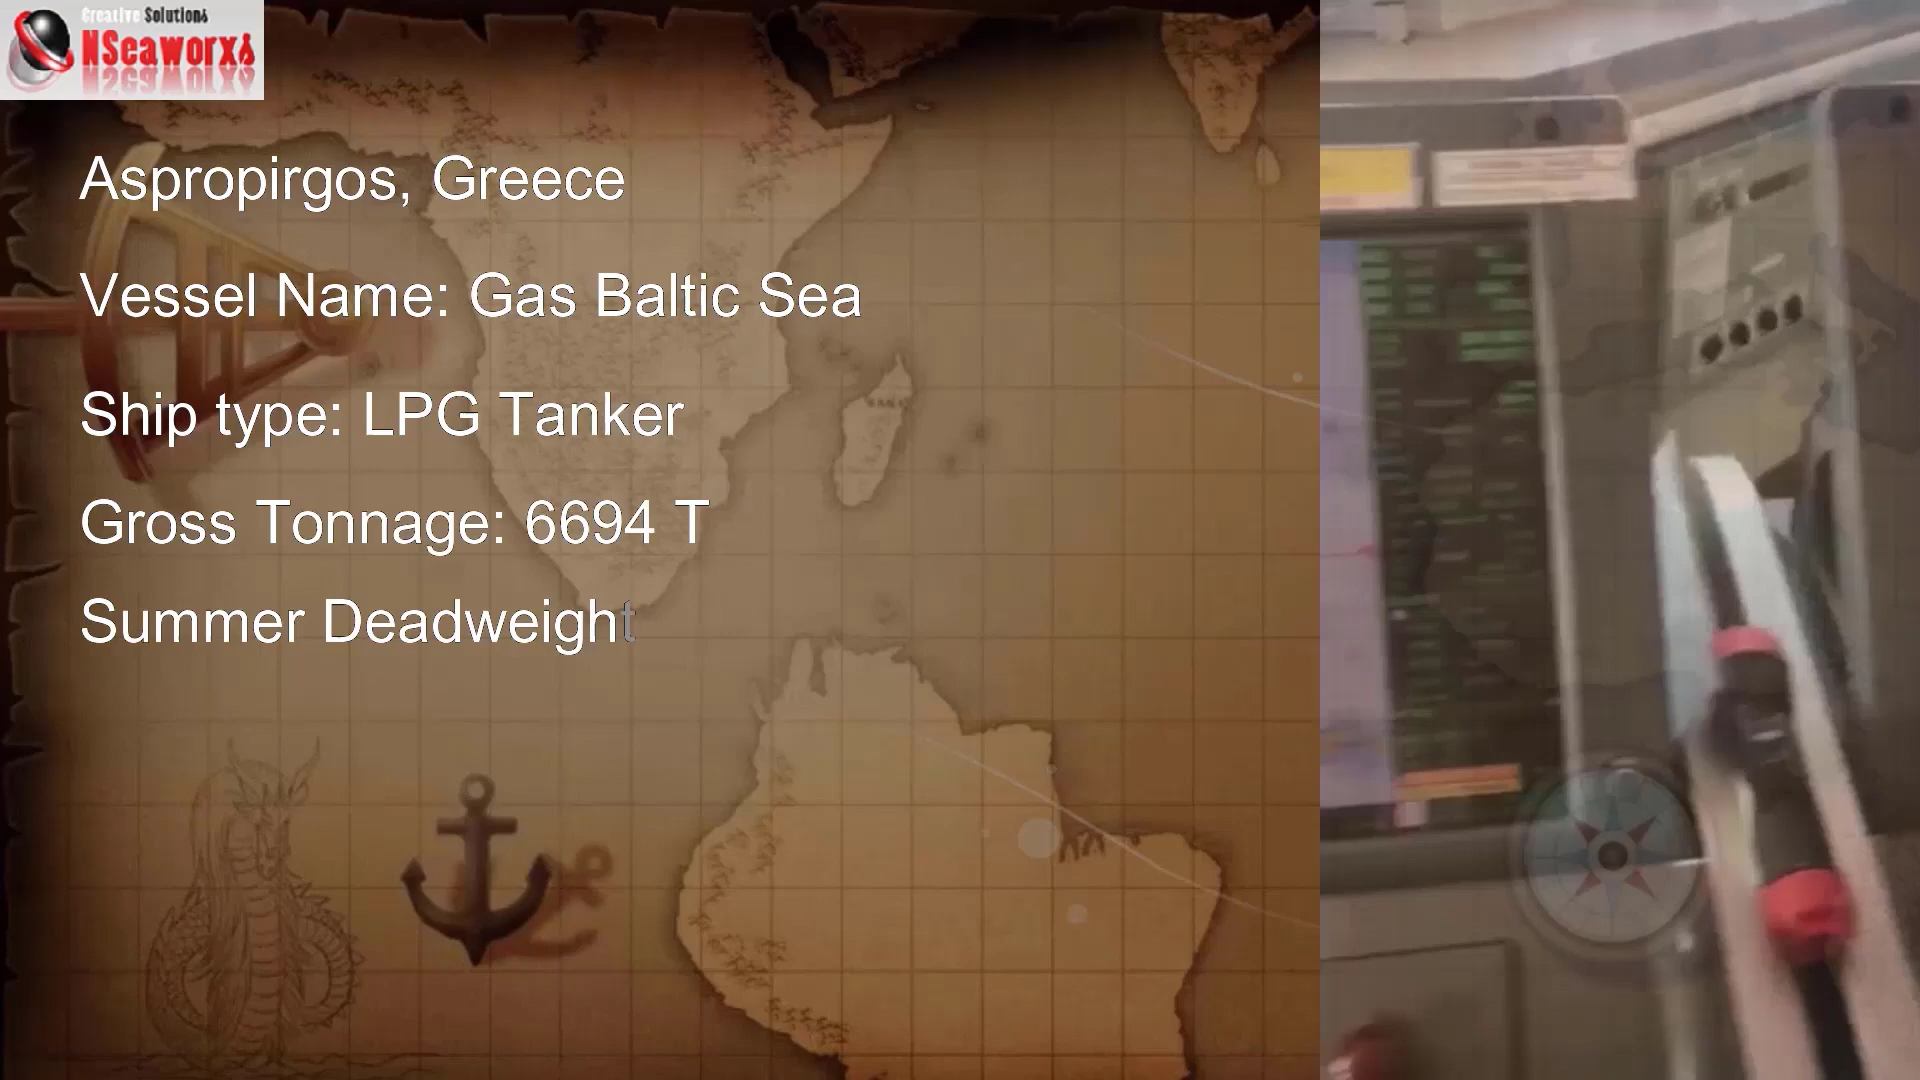 Creative Solutions
NSeaworx
Aspropirgos, Greece
Vessel Name: Gas Baltic Sea
Ship type: LPG Tanker
Gross Tonnage: 6694 T
Summer Deadweight